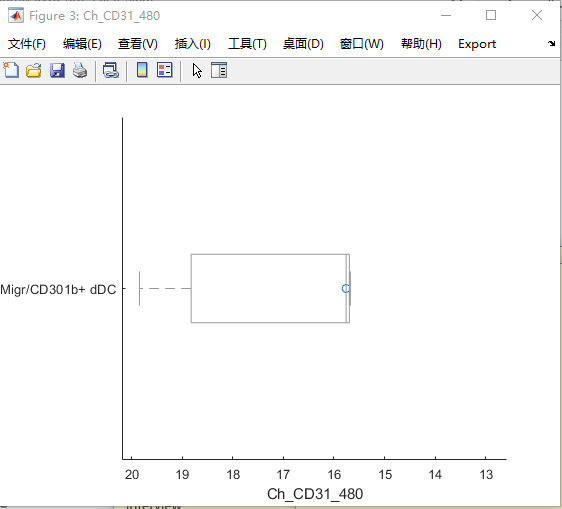 Figure 3: Ch_CD31_480
文件(F) 编辑(E) 查看(V) 插入(I) 工具(T) 桌面(D) 窗口(W) 帮助(H) Export
Migr/CD301b+ dDC
20 19 18 17 16 15 14 13
Ch_CD31_480
Interview